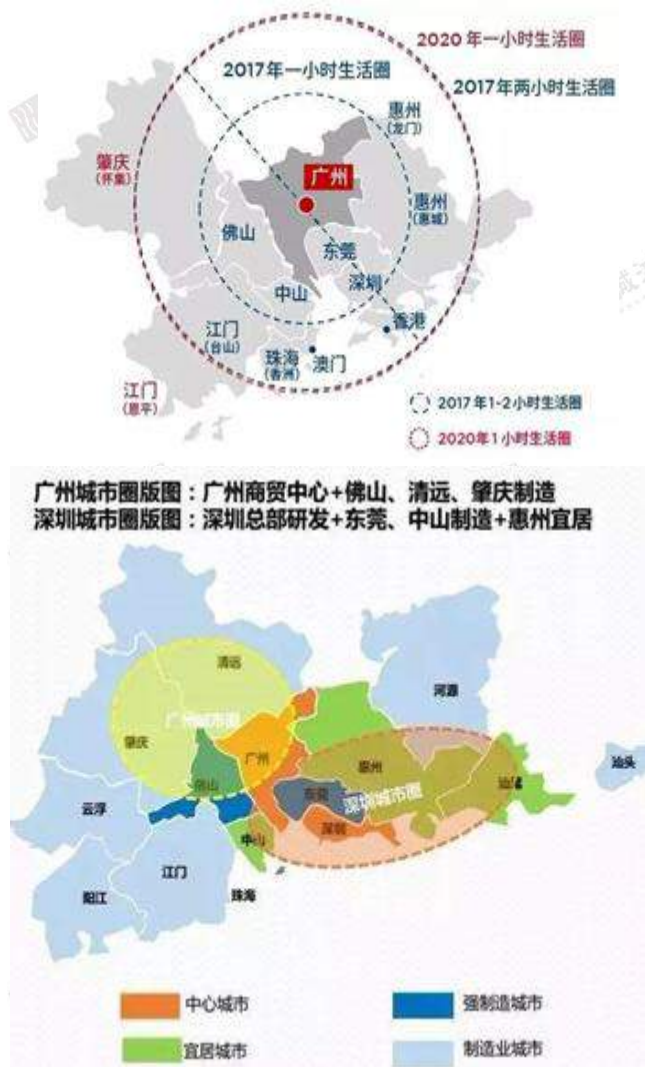 2020年一小时生活圈
2017年一小时生活圈
2017年两小时生活圈
惠州
(龙门)
肇庆
(怀集)
广州
惠州
(惠城)
佛山
东莞
深圳
中山
香港
江门
(台山)
珠海
(香洲)
澳门
江门
(恩平)
2017年1-2小时生活圈
2020年1小时生活圈
广州城市圈版图：广州商贸中心+佛山、清远、肇庆制造
深圳城市圈版图：深圳总部研发+东莞、中山制造+惠州宜居
清远
河源
广州城市圈
肇庆
广州
惠州
汕头
汕尾
佛山
东莞
深圳城市圈
云浮
深圳
中山
江门
珠海
阳江
中心城市
强制造城市
宜居城市
制造业城市